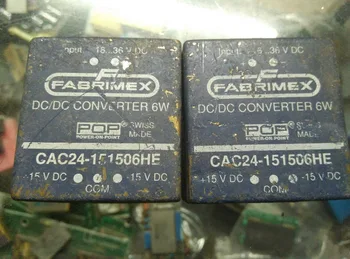 Input 18...36 V DC
F
FABRIMEX
DC/DC CONVERTER 6W
POP SWISS
POWER-ON-POINT MADE
CAC24-151506HE
+15 V DC -15 V DC
COM
Input 36 V DC
F
FABRIMEX
DC/DC CONVERTER 6W
POP
POWER-ON-POINT MADE
CAC24-151506HE
+15 V DC -15 V DC
COM